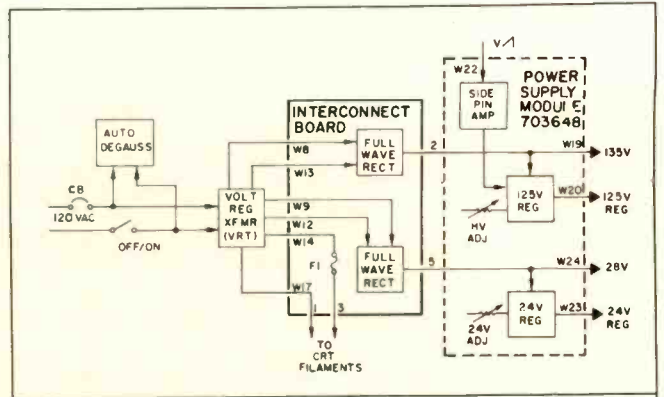 V
W22
POWER
SUPPLY
MODULE
703648
SIDE
PIN
AMP
INTERCONNECT
BOARD
AUTO
DEGAUSS
W8
W13
FULL
WAVE
RECT
2
W19
135V
CB
120 VAC
OFF/ON
VOLT
REG
XFMR
(VRT)
W9
W12
W14
W17
125V
REG
W20
125V
REG
HV
ADJ
F1
FULL
WAVE
RECT
5
W24
28V
1
3
24V
REG
W23
24V
REG
24V
ADJ
TO
CRT
FILAMENTS